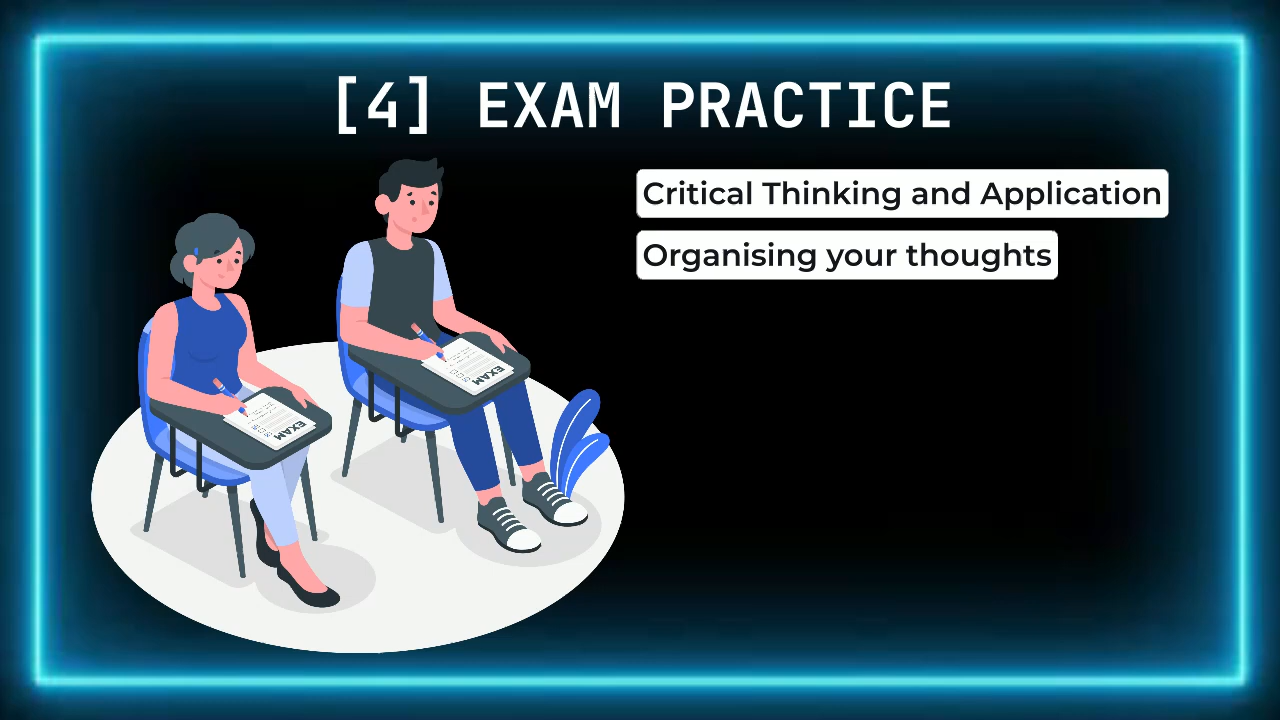 [4] EXAM PRACTICE
Critical Thinking and Application
Organising your thoughts
EXAM
EXAM